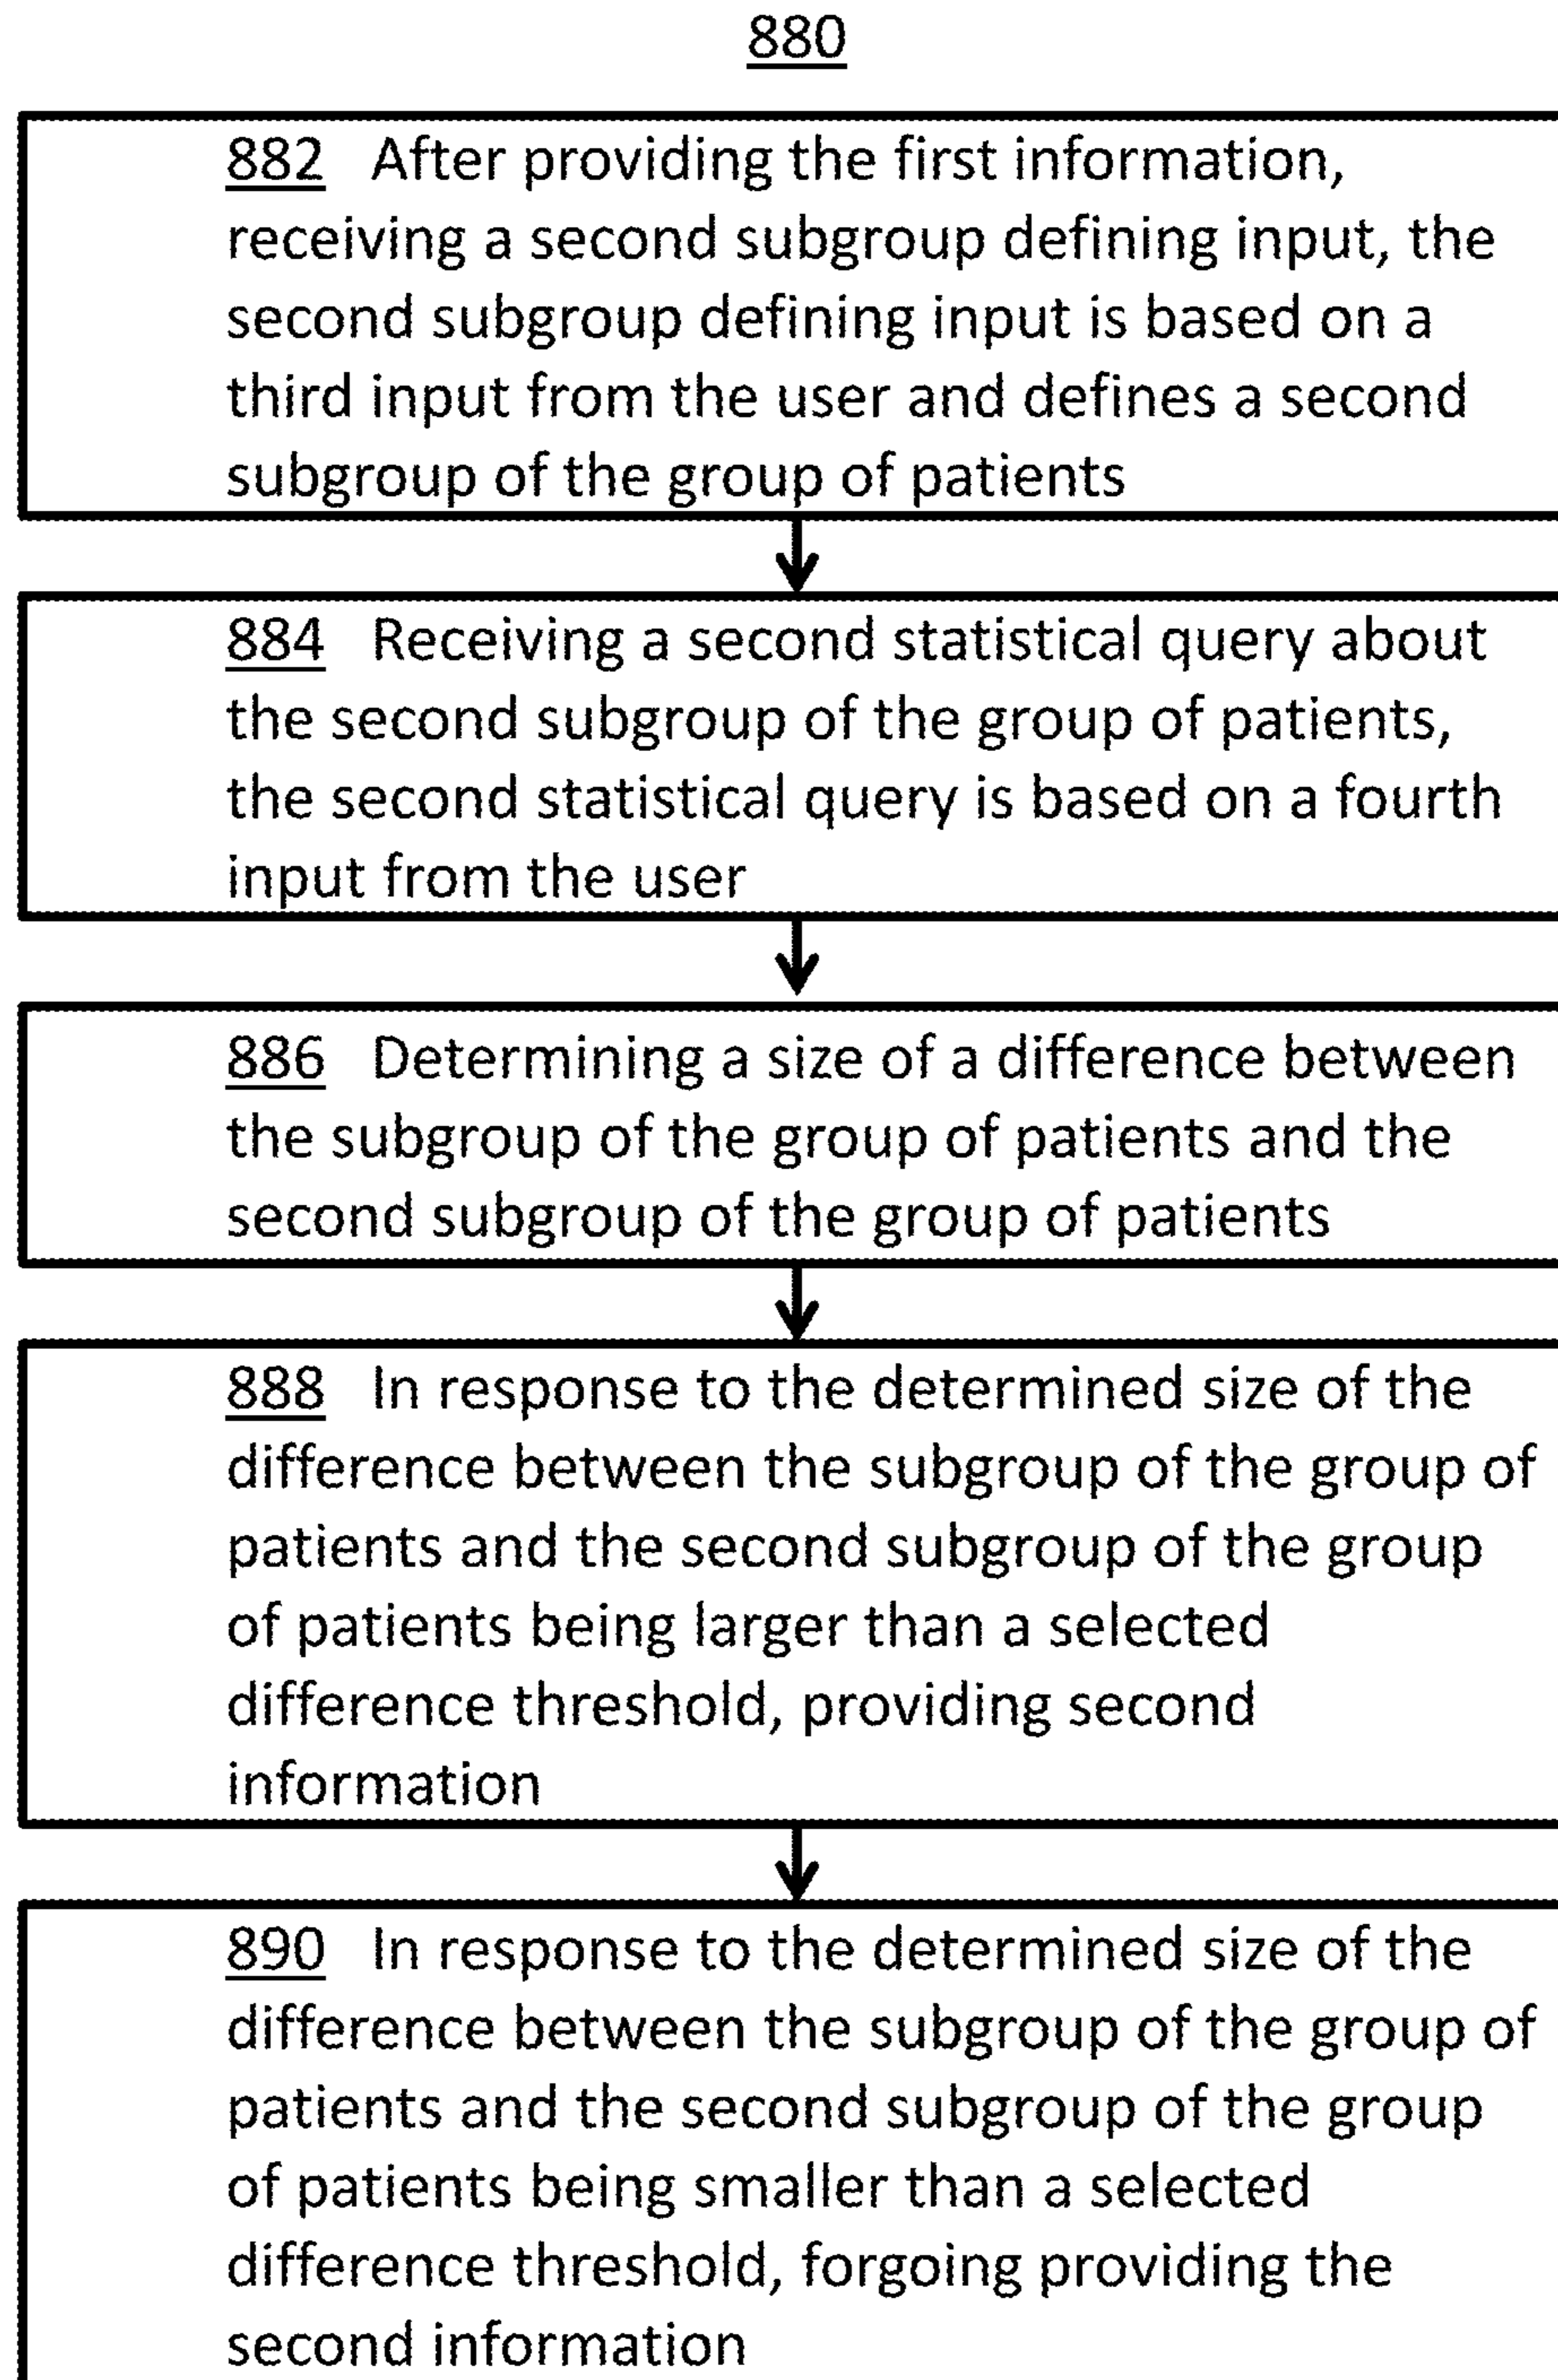 880
882 After providing the first information,
receiving a second subgroup defining input, the
second subgroup defining input is based on a
third input from the user and defines a second
subgroup of the group of patients
884 Receiving a second statistical query about
the second subgroup of the group of patients,
the second statistical query is based on a fourth
input from the user
886 Determining a size of a difference between
the subgroup of the group of patients and the
second subgroup of the group of patients
888 In response to the determined size of the
difference between the subgroup of the group of
patients and the second subgroup of the group
of patients being larger than a selected
difference threshold, providing second
information
890 In response to the determined size of the
difference between the subgroup of the group of
patients and the second subgroup of the group
of patients being smaller than a selected
difference threshold, forgoing providing the
second information